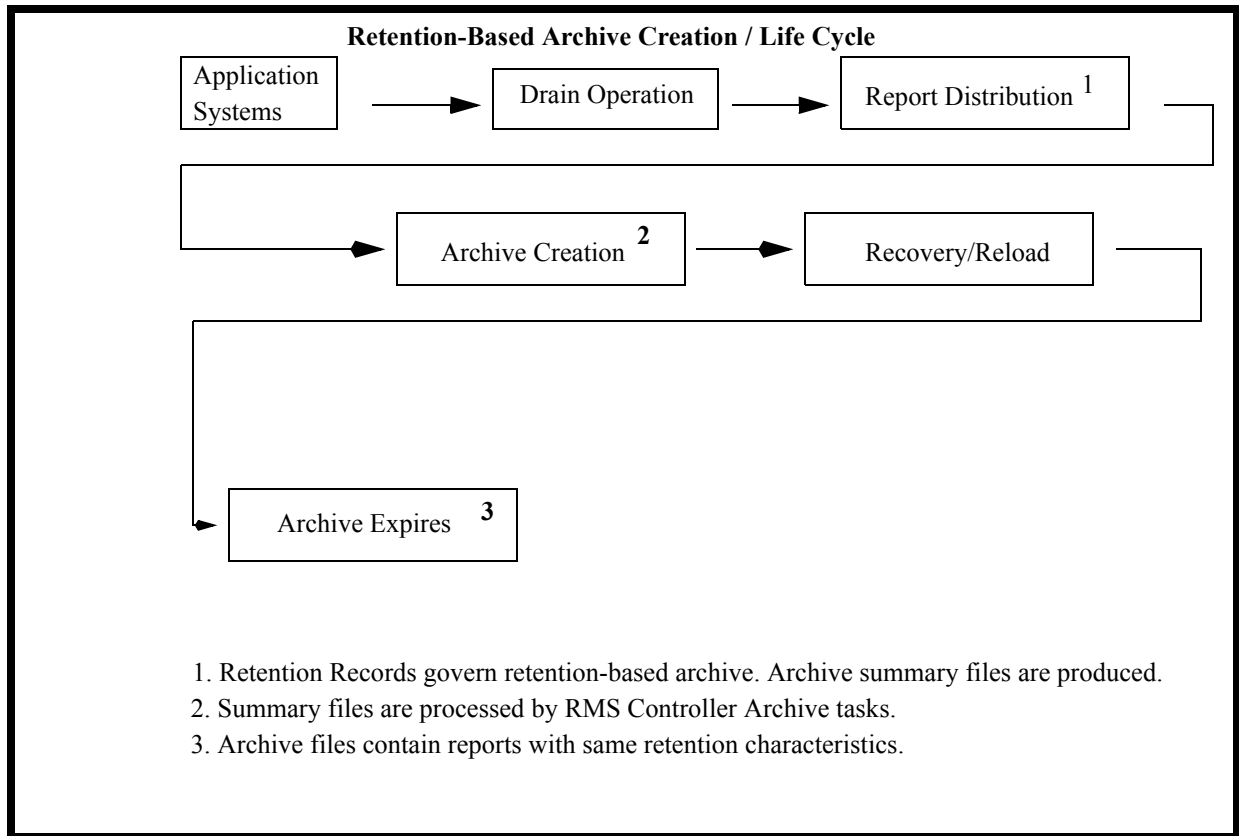 Retention-Based Archive Creation / Life Cycle
Application
Systems
Drain Operation
Report Distribution 1
Archive Creation 2
Recovery/Reload
Archive Expires 3
1. Retention Records govern retention-based archive. Archive summary files are produced.
2. Summary files are processed by RMS Controller Archive tasks.
3. Archive files contain reports with same retention characteristics.